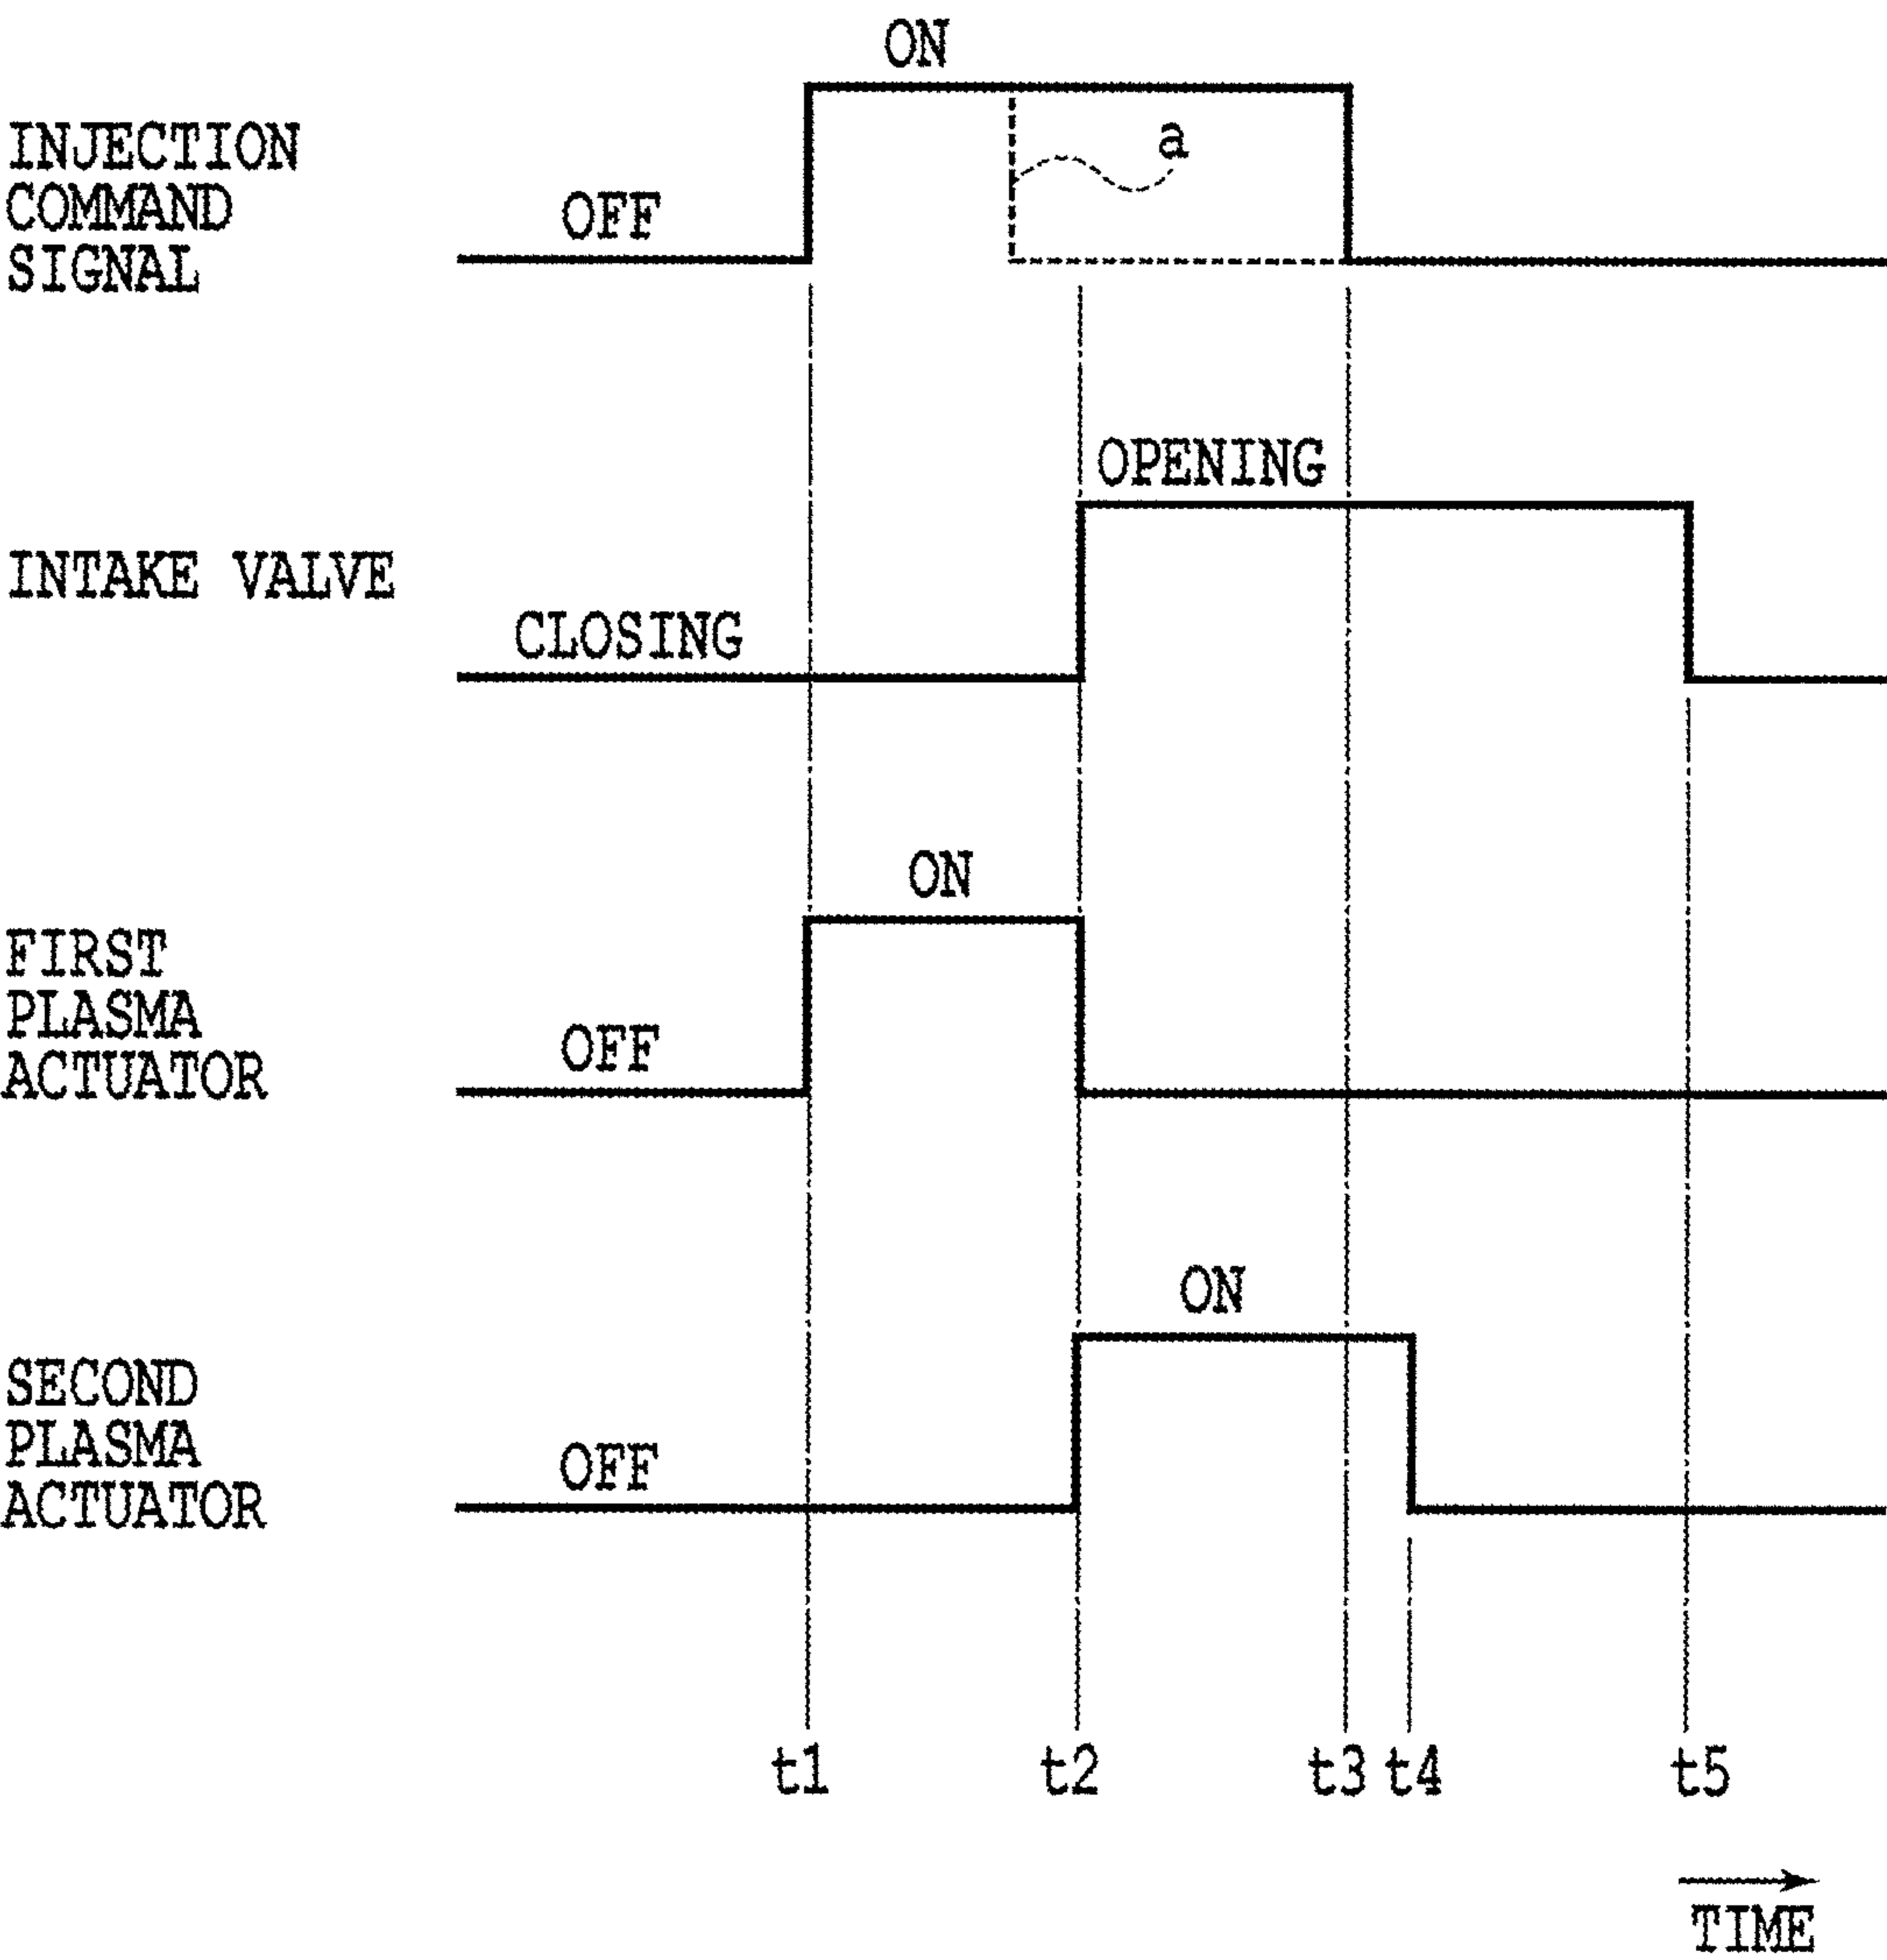 ON
INJECTION
COMMAND
SIGNAL
OFF
a
OPENING
INTAKE VALVE
CLOSING
ON
FIRST
PLASMA
ACTUATOR
OFF
ON
SECOND
PLASMA
ACTUATOR
OFF
t1 t2 t3 t4 t5
TIME